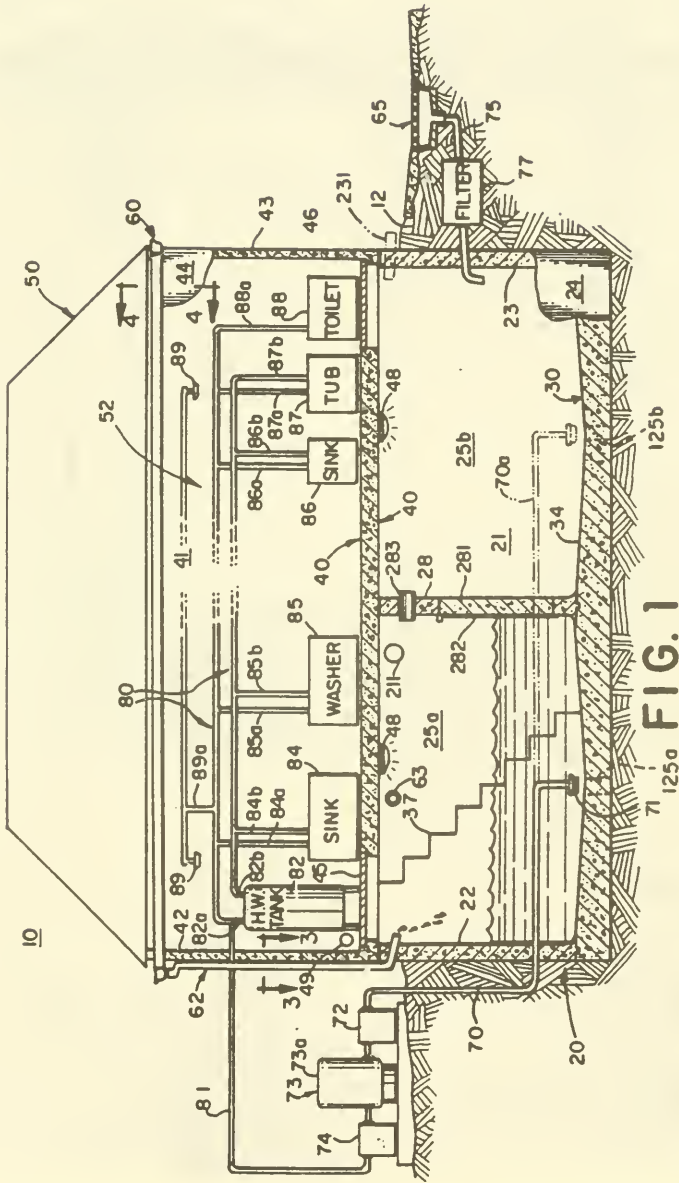 10
50
60
4
4
52
44
41
43
46
89
89
89a
80
88a
88
TOILET
87b
87
TUB
87a
86b
86a
SINK
86
85
WASHER
85b
85a
84
SINK
84b
84a
82b
82
H.W.
TANK
82a
45
42
62
3
3
49
81
74
73
73a
72
70
20
22
37
63
25a
48
211
40
40
283
28
281
282
48
25b
21
70a
34
30
24
23
231
12
65
75
FILTER
77
71
125a
125b
FIG. 1